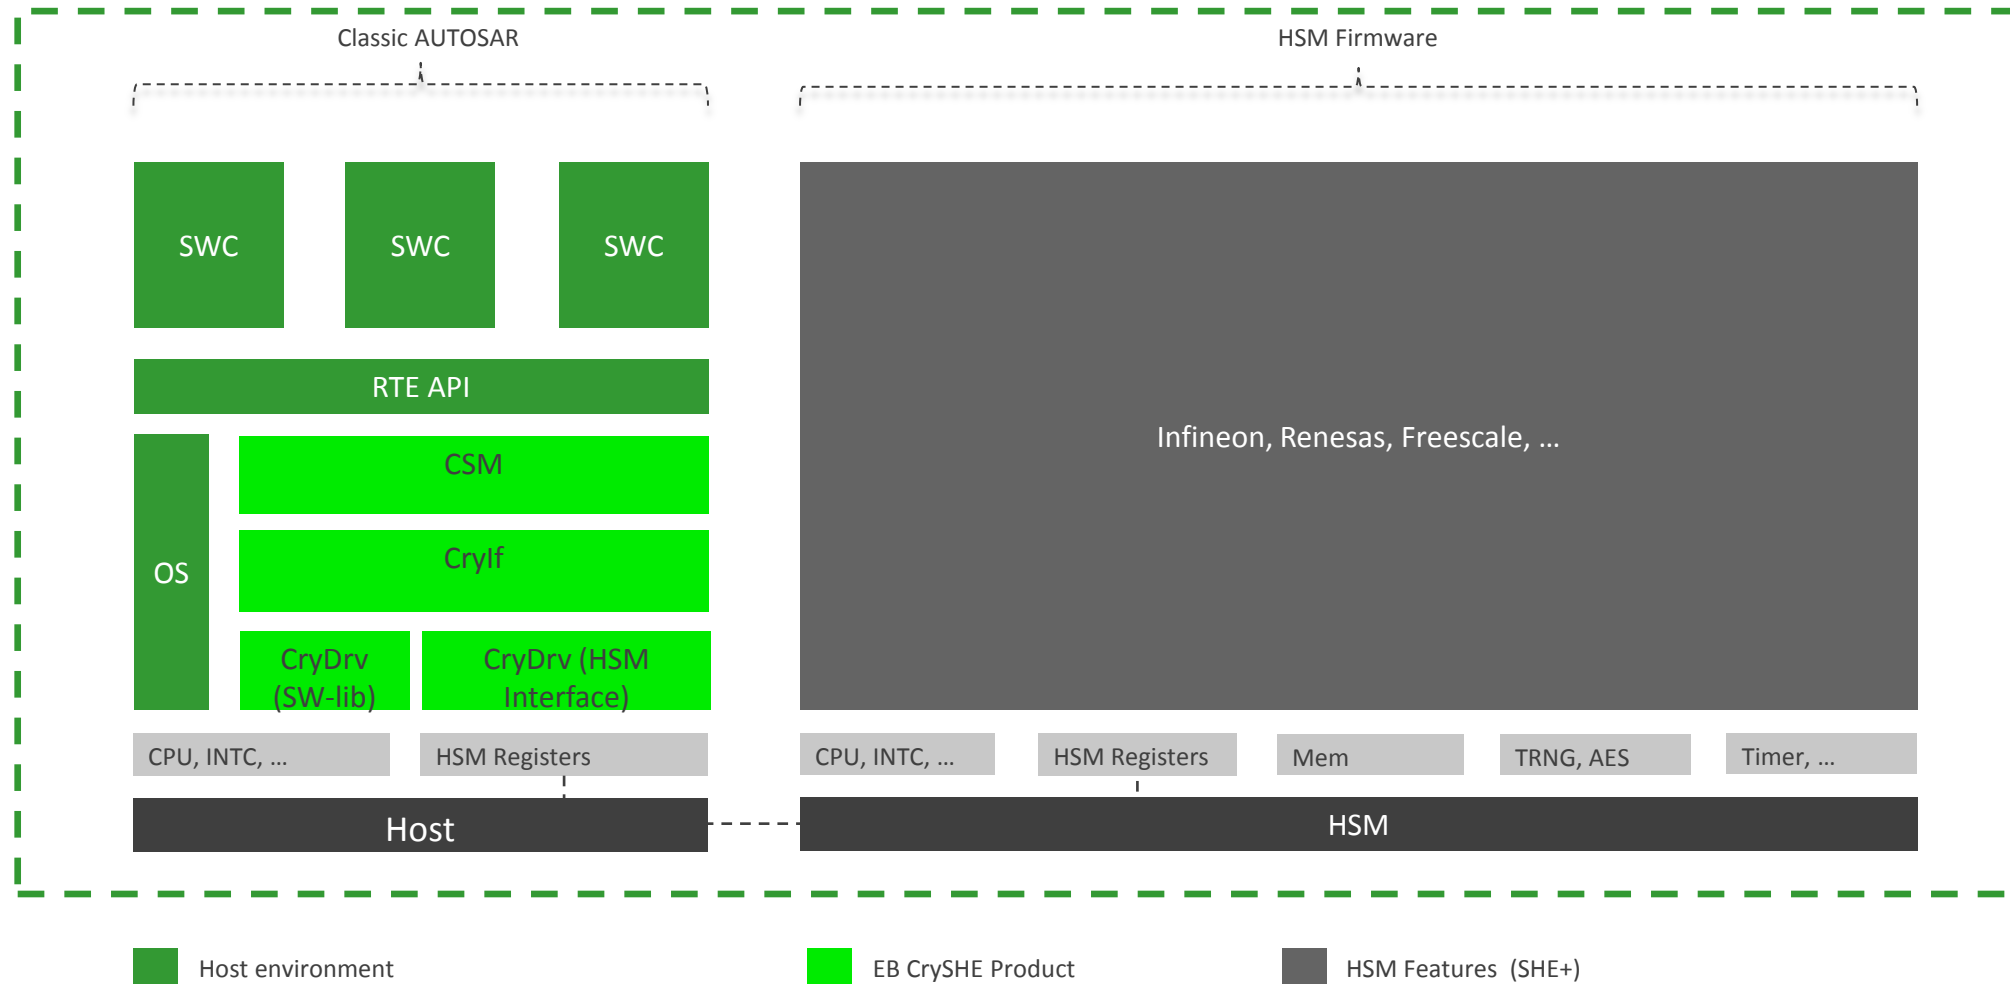 Classic AUTOSAR
HSM Firmware
SWC
SWC
SWC
RTE API
OS
CSM
CryIf
CryDrv
(SW-lib)
CryDrv (HSM
Interface)
Infineon, Renesas, Freescale, ...
CPU, INTC, ...
HSM Registers
CPU, INTC, ...
HSM Registers
Mem
TRNG, AES
Timer, ...
Host
HSM
Host environment
EB CrySHE Product
HSM Features (SHE+)